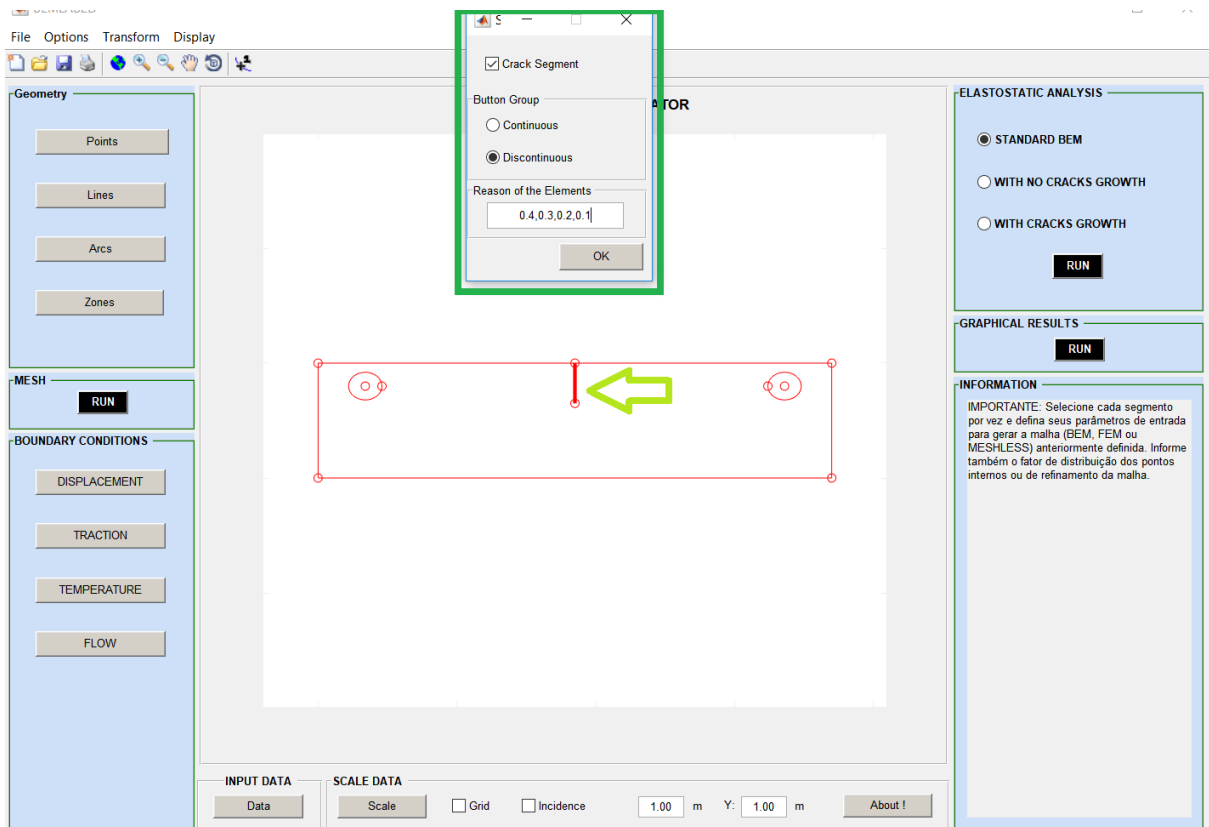 File Options Transform Display
S
Crack Segment
Button Group
Continuous
Discontinuous
Reason of the Elements
0.4,0.3,0.2,0.1
OK
Geometry
Points
Lines
Arcs
Zones
MESH
RUN
BOUNDARY CONDITIONS
DISPLACEMENT
TRACTION
TEMPERATURE
FLOW
ATOR
ELASTOSTATIC ANALYSIS
STANDARD BEM
WITH NO CRACKS GROWTH
WITH CRACKS GROWTH
RUN
GRAPHICAL RESULTS
RUN
INFORMATION
IMPORTANTE: Selecione cada segmento
por vez e defina seus parâmetros de entrada
para gerar a malha (BEM, FEM ou
MESHLESS) anteriormente definida. Informe
também o fator de distribuição dos pontos
internos ou de refinamento da malha.
INPUT DATA
Data
SCALE DATA
Scale Grid Incidence 1.00 m Y: 1.00 m About !